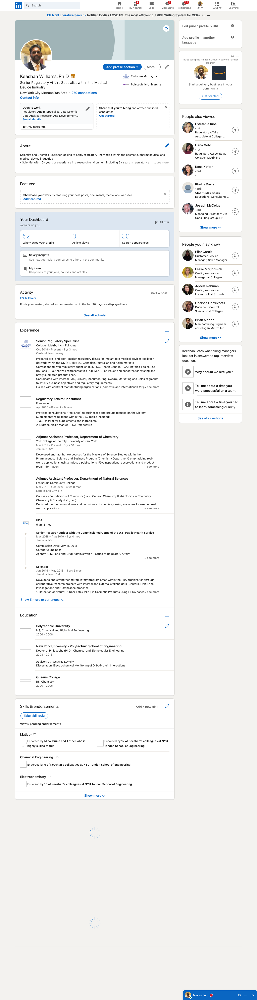 in
Search
Home
9
My Network
Jobs
2
Messaging
55
Notifications
Me
Work
Learning
EU MDR Literature Search - Notified Bodies LOVE US. The most efficient EU MDR Writing System for CERs Ad •••
Add profile section
More...
Keeshan Williams, Ph.D in
Senior Regulatory Affairs Specialist within the Medical
Device Industry
New York City Metropolitan Area · 270 connections ·
Contact info
Collagen Matrix, Inc.
Polytechnic University
Open to work
Regulatory Affairs Specialist, Data Scientist,
Data Analyst, Research And Development...
See all details
Only recruiters
Share that you're hiring and attract qualified
candidates.
Get started
About
Scientist and Chemical Engineer looking to apply regulatory knowledge within the cosmetic, pharmaceutical and
medical device industries :
• Scientist with 10+ years of experience in a research environment including 6+ years in regulatory ... see more
Featured
Showcase your work by featuring your best posts, documents, media, and websites.
Add featured
Your Dashboard
Private to you
All Star
52
Who viewed your profile
0
Article views
30
Search appearances
Salary insights
See how your salary compares to others in the community
My items
Keep track of your jobs, courses and articles
Activity
272 followers
Start a post
Posts you created, shared, or commented on in the last 90 days are displayed here.
See all activity
Experience
COLLAGEN
MATRIX
Senior Regulatory Specialist
Collagen Matrix, Inc. · Full-time
Oct 2019 – Present · 1 yr 3 mos
Oakland, New Jersey
Prepared pre- and post- market regulatory filings for implantable medical devices (collagen
derived) within the US (510 (k)),EU, Canadian, Australian and Asian markets
Corresponded with regulatory agencies (e.g. FDA, Health Canada, TGA), notified bodies (e.g.
BSI) and EU authorized representatives (e.g. MDSS) on issues and concerns for existing and
newly submitted product lines.
Coordinated with internal R&D, Clinical, Manufacturing, QA/QC, Marketing and Sales segments
to satisfy business objectives and regulatory requirements
Liaised with contract manufacturing organizations (domestic and international) for ... see more
Regulatory Affairs Consultant
Freelance
Apr 2020 – Present · 9 mos
Provided consultations (free lance) to businesses and groups focused on the Dietary
Supplements regulations within the U.S. Topics included:
1. U.S. market for supplements and ingredients
2. Nutraceuticals Market - FDA Perspective
Adjunct Assistant Professor, Department of Chemistry
York College of the City University of New York
Mar 2017 – Present · 3 yrs 10 mos
Jamaiica, NY
Developed and taught new courses for the Masters of Science Studies within the
Pharmaceutical Science and Business Program (Chemistry Department) emphasizing real-
world applications, using: industry publications, FDA inspectional observations and product
recall information: ... see more
Adjunct Assistant Professor, Department of Natural Sciences
LaGuardia Community College
Mar 2013 – Oct 2019 · 6 yrs 8 mos
Long Island City, NY
Courses - Foundations of Chemistry (Lab); General Chemistry (Lab); Topics in Chemistry:
Chemistry & Society (Lab, Lec)
Depicted the fundamental laws and techniques of chemistry, using examples focused on real
world applications ... see more
FDA
FDA
5 yrs 8 mos
Senior Research Officer with the Commissioned Corps of the U.S. Public Health Service
May 2018 – Aug 2019 · 1 yr 4 mos
Jamiaca, NY
Commission Date: May 11, 2018
Category: Engineer
Agency: U.S. Food and Drug Administration - Office of Regulatory Affairs
... see more
Scientist
Jan 2014 – May 2018 · 4 yrs 5 mos
Jamaica, New York
Developed and strengthened regulatory program areas within the FDA organization through
collaborative research projects with internal and external stakeholders (Centers, Field Labs,
Investigations and Compliance branches):
1. Detection of Natural Rubber Latex (NRL) in Cosmetic Products using ELISA based ... see more
Show 5 more experiences
Education
Polytechnic University
MS, Chemical and Biological Engineering
2006 – 2008
New York University - Polytechnic School of Engineering
Doctor of Philosophy (PhD), Chemical and Biomolecular Engineering
2008 – 2013
Advisor: Dr. Rastislav Levicky
Dissertation: Electrochemical Monitoring of DNA-Protein Interactions
Queens College
BS, Chemistry
2000 – 2005
Skills & endorsements
Add a new skill
Take skill quiz
View 5 pending endorsements
Matlab · 17
Endorsed by Mihai Prună and 1 other who is
highly skilled at this
Endorsed by 12 of Keeshan's colleagues at NYU
Tandon School of Engineering
Chemical Engineering · 15
Endorsed by 9 of Keeshan's colleagues at NYU Tandon School of Engineering
Electrochemistry · 14
Endorsed by 10 of Keeshan's colleagues at NYU Tandon School of Engineering
Show more
Edit public profile & URL
Add profile in another
language
Ad •••
Introducing the Amazon Delivery Service Partner
program
Start a delivery business in your
community
Get started
People also viewed
Estefania Rios
•1st
Regulatory Affairs
Associate at Collagen...
Hana Goto
•1st
Regulatory Associate at
Collagen Matrix Inc
Rosa Kaftan
•3rd
-
Phyllis Davis
•3rd+
CEO "A Step Ahead
Educational Consultants...
Joseph McColgan
•3rd
Managing Director at JM
Consulting Group, LLC
Show more
People you may know
Pilar Garcia
Customer Service
Manager/ Sales Manager
Leslie McCormick
Quality Assurance
Manager at Collagen...
Aqeela Rehman
Quality Assurance
Inspector II at St. Jude...
Chelsea Horrevoets
Document Control
Specialist at Collagen...
Brian Marino
Manufacturing Engineer
at Collagen Matrix, Inc.
Show more
Keeshan, learn what hiring managers
look for in answers to top interview
questions
Why should we hire you?
Tell me about a time you
were successful on a team.
Tell me about a time you had
to learn something quickly.
See all questions
Messaging 2